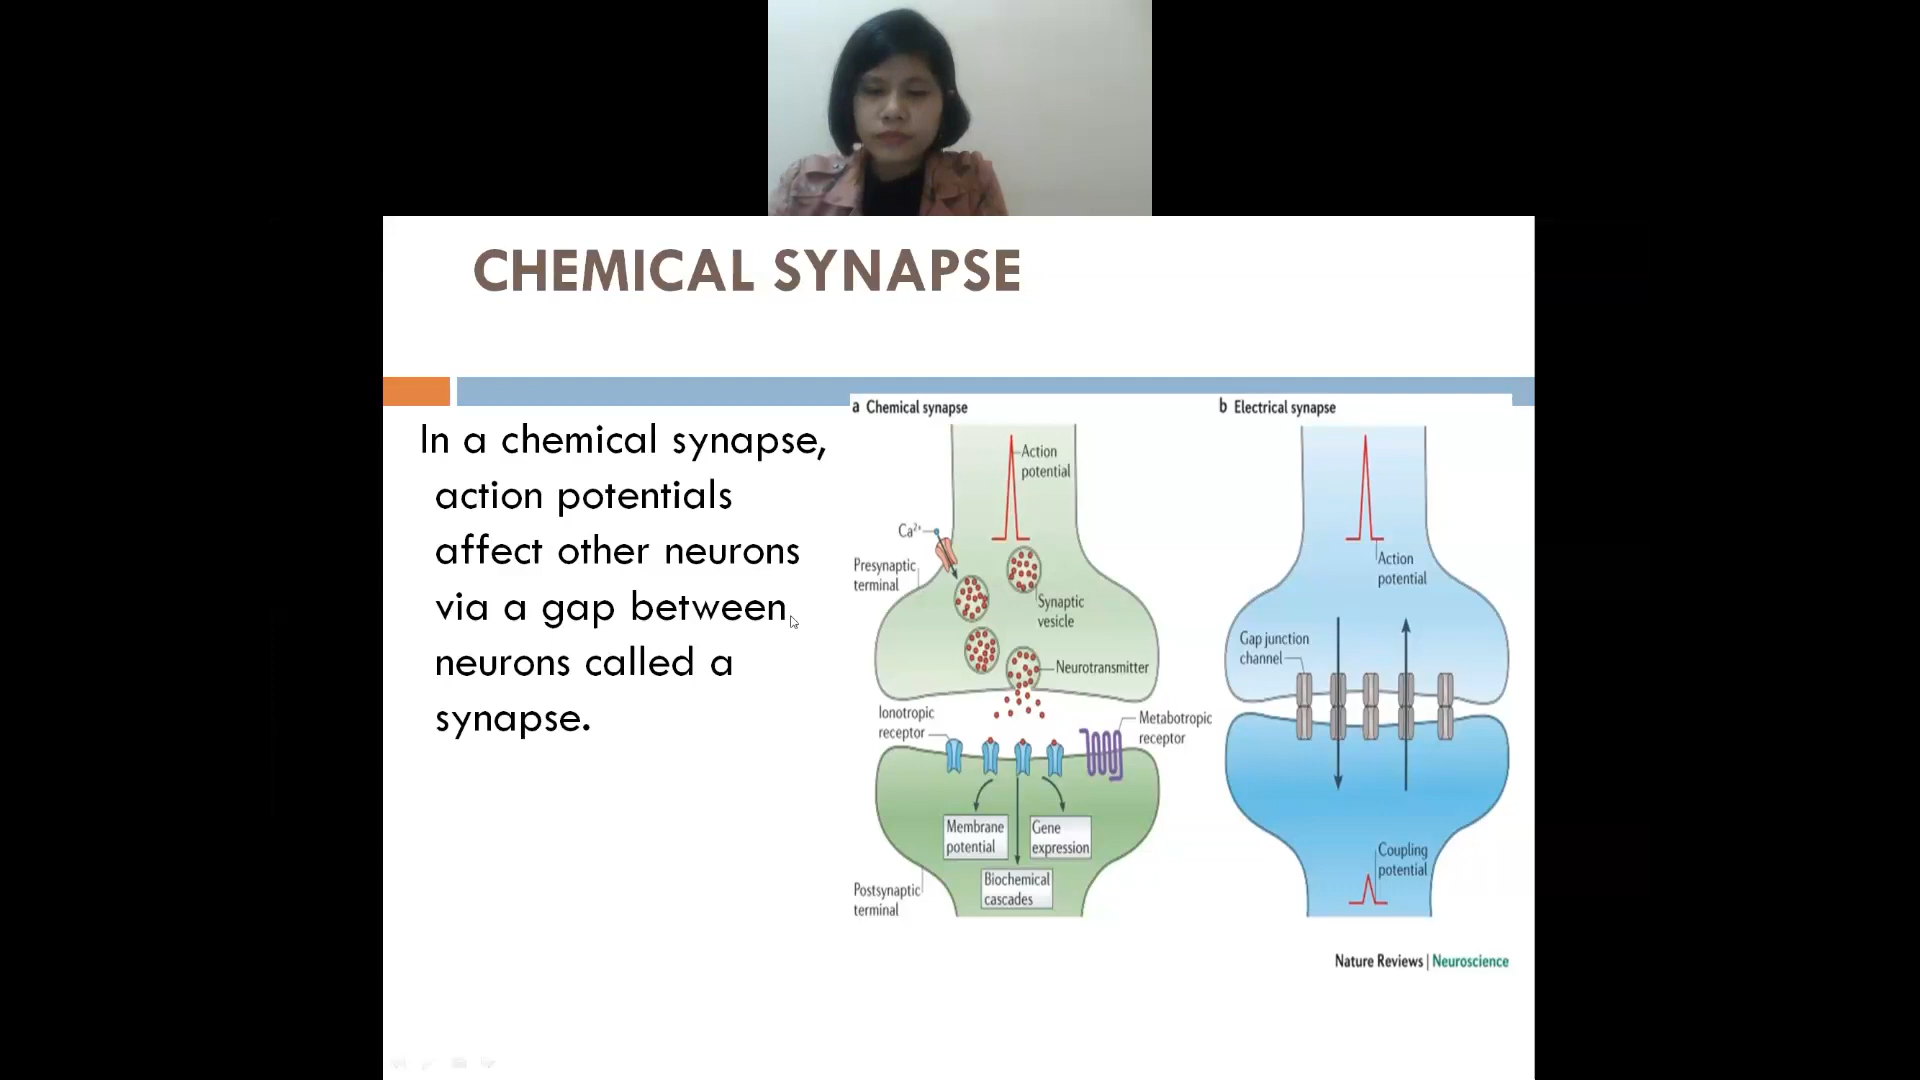 CHEMICAL SYNAPSE
In a chemical synapse,
action potentials
affect other neurons
via a gap between
neurons called a
synapse.
a Chemical synapse
Action
potential
Ca²⁺
Presynaptic
terminal
Synaptic
vesicle
Neurotransmitter
Ionotropic
receptor
Metabotropic
receptor
Membrane
potential
Gene
expression
Biochemical
cascades
Postsynaptic
terminal
b Electrical synapse
Action
potential
Gap junction
channel
Coupling
potential
Nature Reviews | Neuroscience